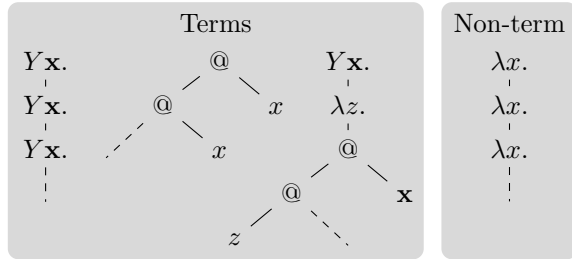 Terms Non-term
Y𝐱. @ Y𝐱. λx.
Y𝐱. @ x λz. λx.
Y𝐱. x @ λx.
@ 𝐱
z